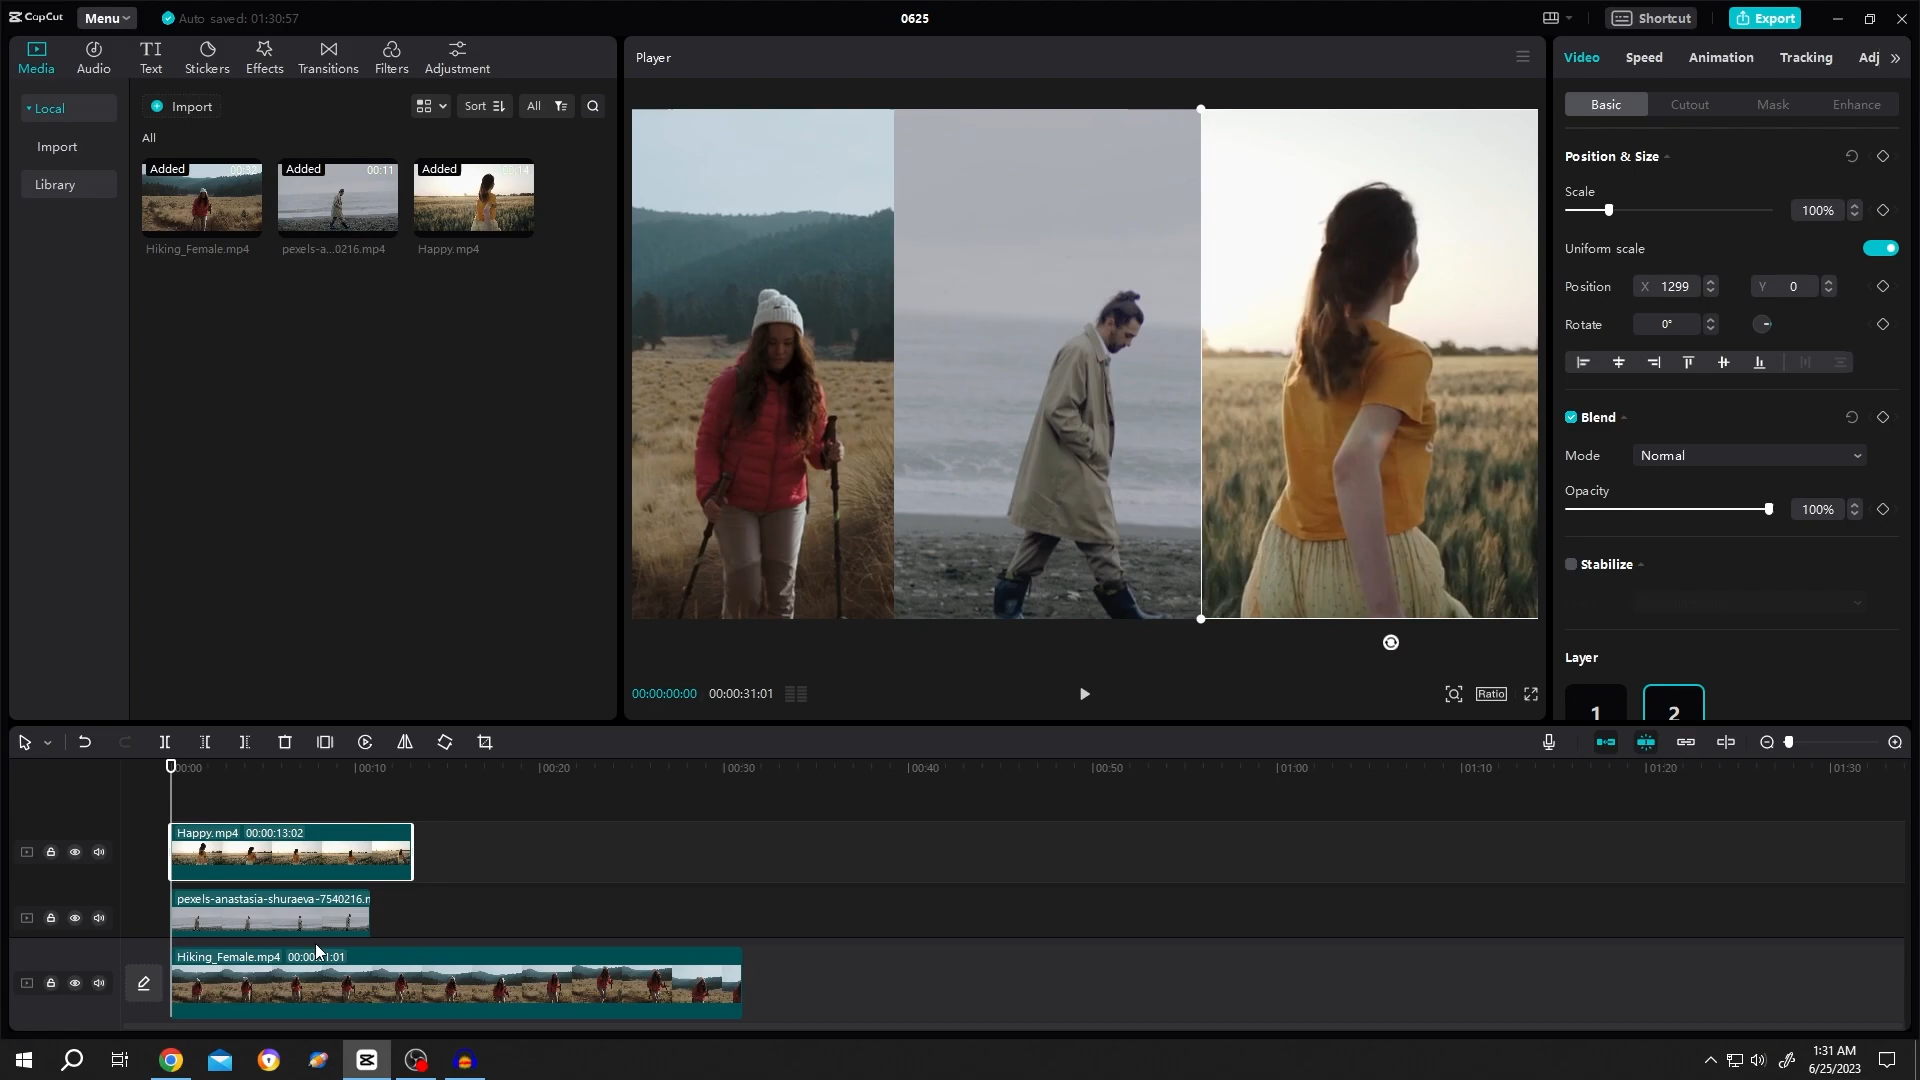 CapCut
Menu
Auto saved: 01:30:57
0625
Shortcut
Export
Media
Audio
TI
Text
Stickers
Effects
Transitions
Filters
Adjustment
Local
Import
Library
Import
Sort
All
All
Added
Added
00:11
Added
Hiking_Female.mp4
pexels-a...0216.mp4
Happy.mp4
Player
00:00:00:00
00:00:31:01
Ratio
Video
Speed
Animation
Tracking
Adj
Basic
Cutout
Mask
Enhance
Position & Size
Scale
100%
Uniform scale
Position
X 1299
Y 0
Rotate
0°
Blend
Mode
Normal
Opacity
100%
Stabilize
Layer
1
2
00:00
00:10
00:20
00:30
00:40
00:50
01:00
01:10
01:20
01:30
Happy.mp4 00:00:13:02
pexels-anastasia-shuraeva-7540216.m
Hiking_Female.mp4
1:31 AM
6/25/2023